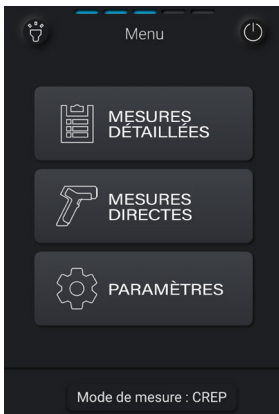 Menu
MESURES
DÉTAILLÉES
MESURES
DIRECTES
PARAMÈTRES
Mode de mesure : CREP